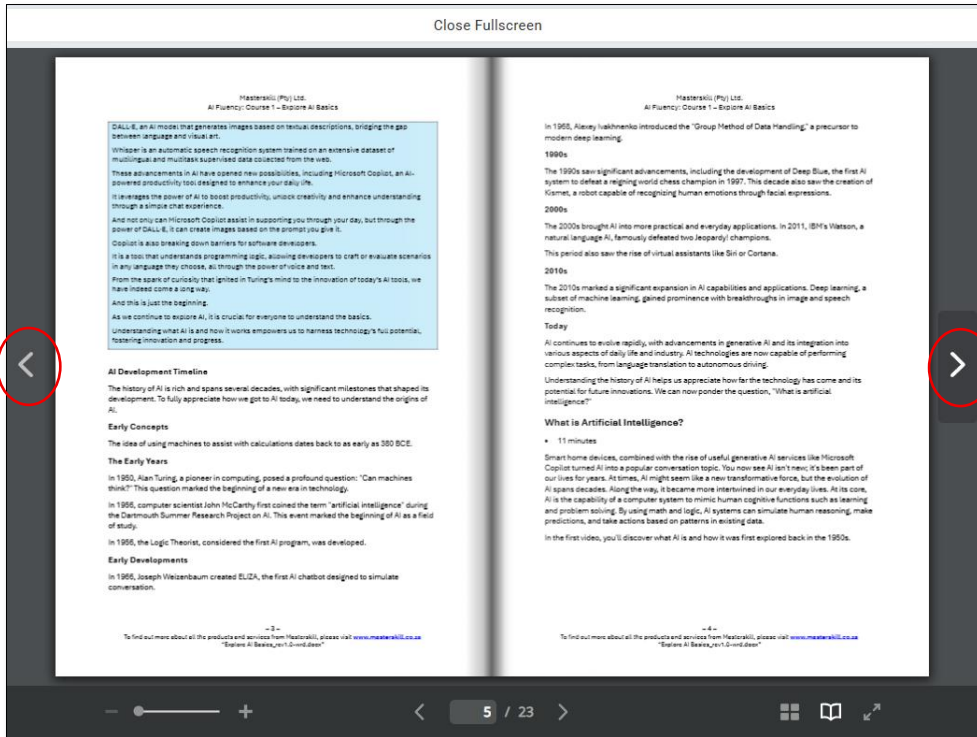 Close Fullscreen
Masterskill (Pty) Ltd.
AI Fluency: Course 1 – Explore AI Basics
DALL-E, an AI model that generates images based on textual descriptions, bridging the gap
between language and visual art.
Whisper is an automatic speech recognition system trained on an extensive dataset of
multilingual and multitask supervised data collected from the web.
These advancements in AI have opened new possibilities, including Microsoft Copilot, an AI-
powered productivity tool designed to enhance your daily life.
It leverages the power of AI to boost productivity, unlock creativity and enhance understanding
through a simple chat experience.
And not only can Microsoft Copilot assist in supporting you through your day, but through the
power of DALL-E, it can create images based on the prompt you give it.
Copilot is also breaking down barriers for software developers.
It is a tool that understands programming logic, allowing developers to craft or evaluate scenarios
in any language they choose, all through the power of voice and text.
From the spark of curiosity that ignited in Turing's mind to the innovation of today's AI tools, we
have indeed come a long way.
And this is just the beginning.
As we continue to explore AI, it is crucial for everyone to understand the basics.
Understanding what AI is and how it works empowers us to harness technology's full potential,
fostering innovation and progress.
AI Development Timeline
The history of AI is rich and spans several decades, with significant milestones that shaped its
development. To fully appreciate how we got to AI today, we need to understand the origins of
AI.
Early Concepts
The idea of using machines to assist with calculations dates back to as early as 380 BCE.
The Early Years
In 1950, Alan Turing, a pioneer in computing, posed a profound question: "Can machines
think?" This question marked the beginning of a new era in technology.
In 1956, computer scientist John McCarthy first coined the term "artificial intelligence" during
the Dartmouth Summer Research Project on AI. This event marked the beginning of AI as a field
of study.
In 1956, the Logic Theorist, considered the first AI program, was developed.
Early Developments
In 1966, Joseph Weizenbaum created ELIZA, the first AI chatbot designed to simulate
conversation.
– 3 –
To find out more about all the products and services from Masterskill, please visit www.masterskill.co.za
"Explore AI Basics_rev1.0-wrd.docx"
Masterskill (Pty) Ltd.
AI Fluency: Course 1 – Explore AI Basics
In 1968, Alexey Ivakhnenko introduced the "Group Method of Data Handling," a precursor to
modern deep learning.
1990s
The 1990s saw significant advancements, including the development of Deep Blue, the first AI
system to defeat a reigning world chess champion in 1997. This decade also saw the creation of
Kismet, a robot capable of recognizing human emotions through facial expressions.
2000s
The 2000s brought AI into more practical and everyday applications. In 2011, IBM's Watson, a
natural language AI, famously defeated two Jeopardy! champions.
This period also saw the rise of virtual assistants like Siri or Cortana.
2010s
The 2010s marked a significant expansion in AI capabilities and applications. Deep learning, a
subset of machine learning, gained prominence with breakthroughs in image and speech
recognition.
Today
AI continues to evolve rapidly, with advancements in generative AI and its integration into
various aspects of daily life and industry. AI technologies are now capable of performing
complex tasks, from language translation to autonomous driving.
Understanding the history of AI helps us appreciate how far the technology has come and its
potential for future innovations. We can now ponder the question, "What is artificial
intelligence?"
What is Artificial Intelligence?
• 11 minutes
Smart home devices, combined with the rise of useful generative AI services like Microsoft
Copilot turned AI into a popular conversation topic. You now see AI isn't new; it's been part of
our lives for years. At times, AI might seem like a new transformative force, but the evolution of
AI spans decades. Along the way, it became more intertwined in our everyday lives. At its core,
AI is the capability of a computer system to mimic human cognitive functions such as learning
and problem solving. By using math and logic, AI systems can simulate human reasoning, make
predictions, and take actions based on patterns in existing data.
In the first video, you'll discover what AI is and how it was first explored back in the 1950s.
– 4 –
To find out more about all the products and services from Masterskill, please visit www.masterskill.co.za
"Explore AI Basics_rev1.0-wrd.docx"
5 / 23